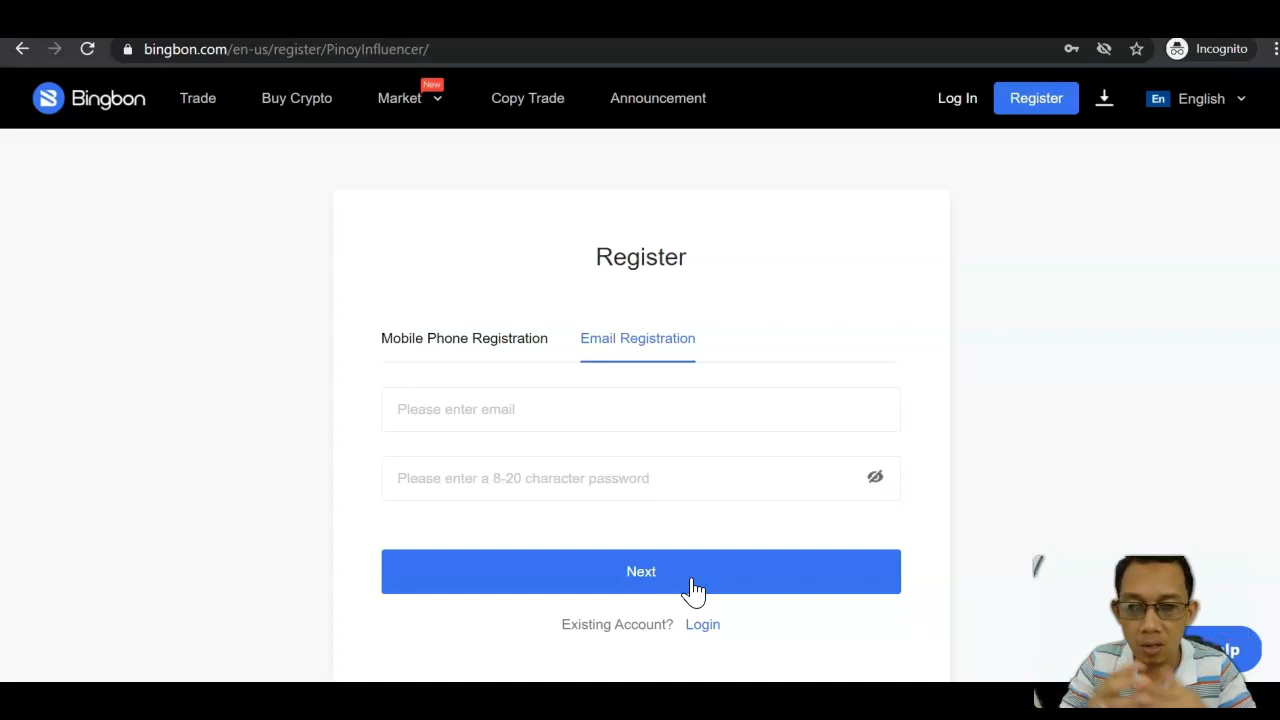 bingbon.com/en-us/register/PinoyInfluencer/
Incognito
Bingbon
Trade
Buy Crypto
Market
New
Copy Trade
Announcement
Log In
Register
En
English
Register
Mobile Phone Registration
Email Registration
Please enter email
Please enter a 8-20 character password
Next
Existing Account? Login